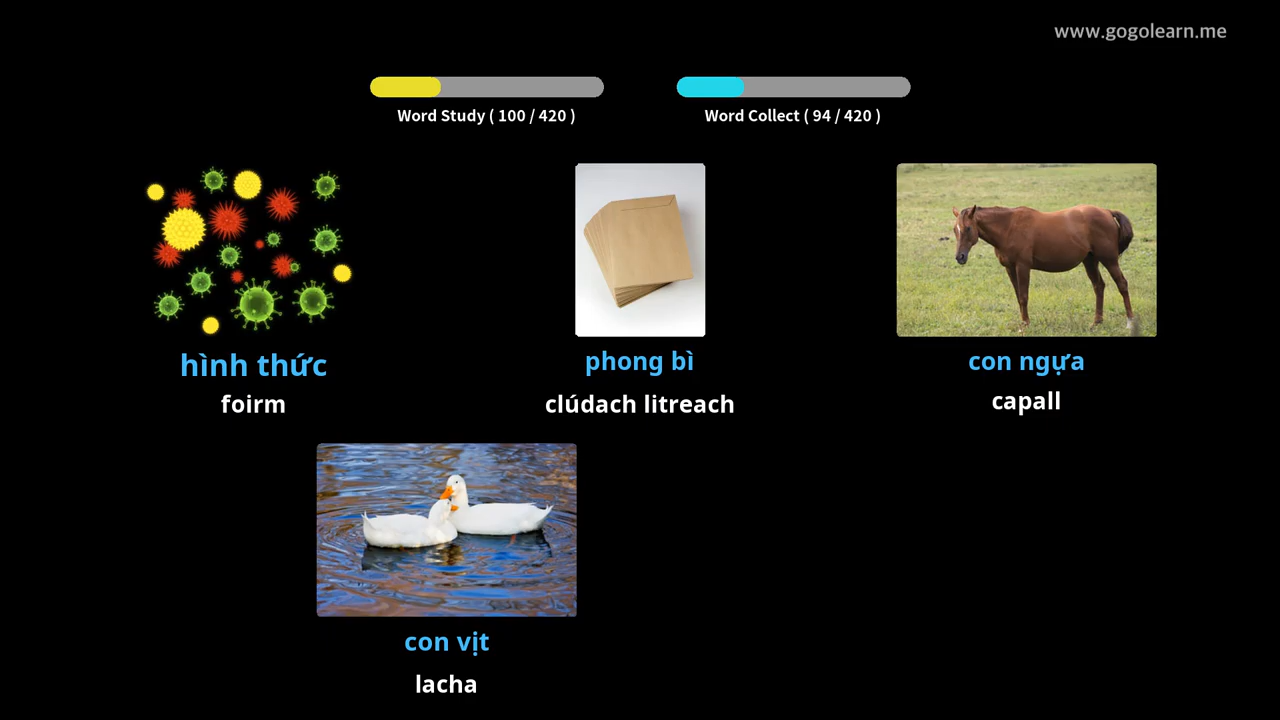 www.gogolearn.me
Word Study ( 100 / 420 )
Word Collect ( 94 / 420 )
hình thức
foirm
phong bì
clúdach litreach
con ngựa
capall
con vịt
lacha